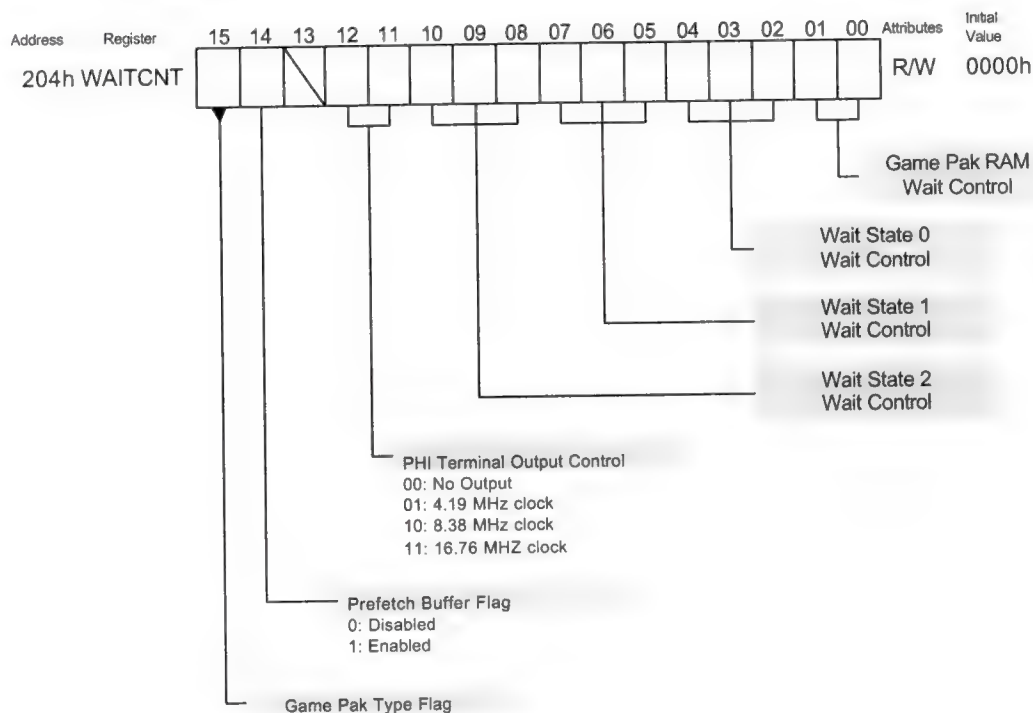 Address Register 15 14 13 12 11 10 09 08 07 06 05 04 03 02 01 00 Attributes Initial Value
204h WAITCNT R/W 0000h
Game Pak RAM
Wait Control
Wait State 0
Wait Control
Wait State 1
Wait Control
Wait State 2
Wait Control
PHI Terminal Output Control
00: No Output
01: 4.19 MHz clock
10: 8.38 MHz clock
11: 16.76 MHZ clock
Prefetch Buffer Flag
0: Disabled
1: Enabled
Game Pak Type Flag